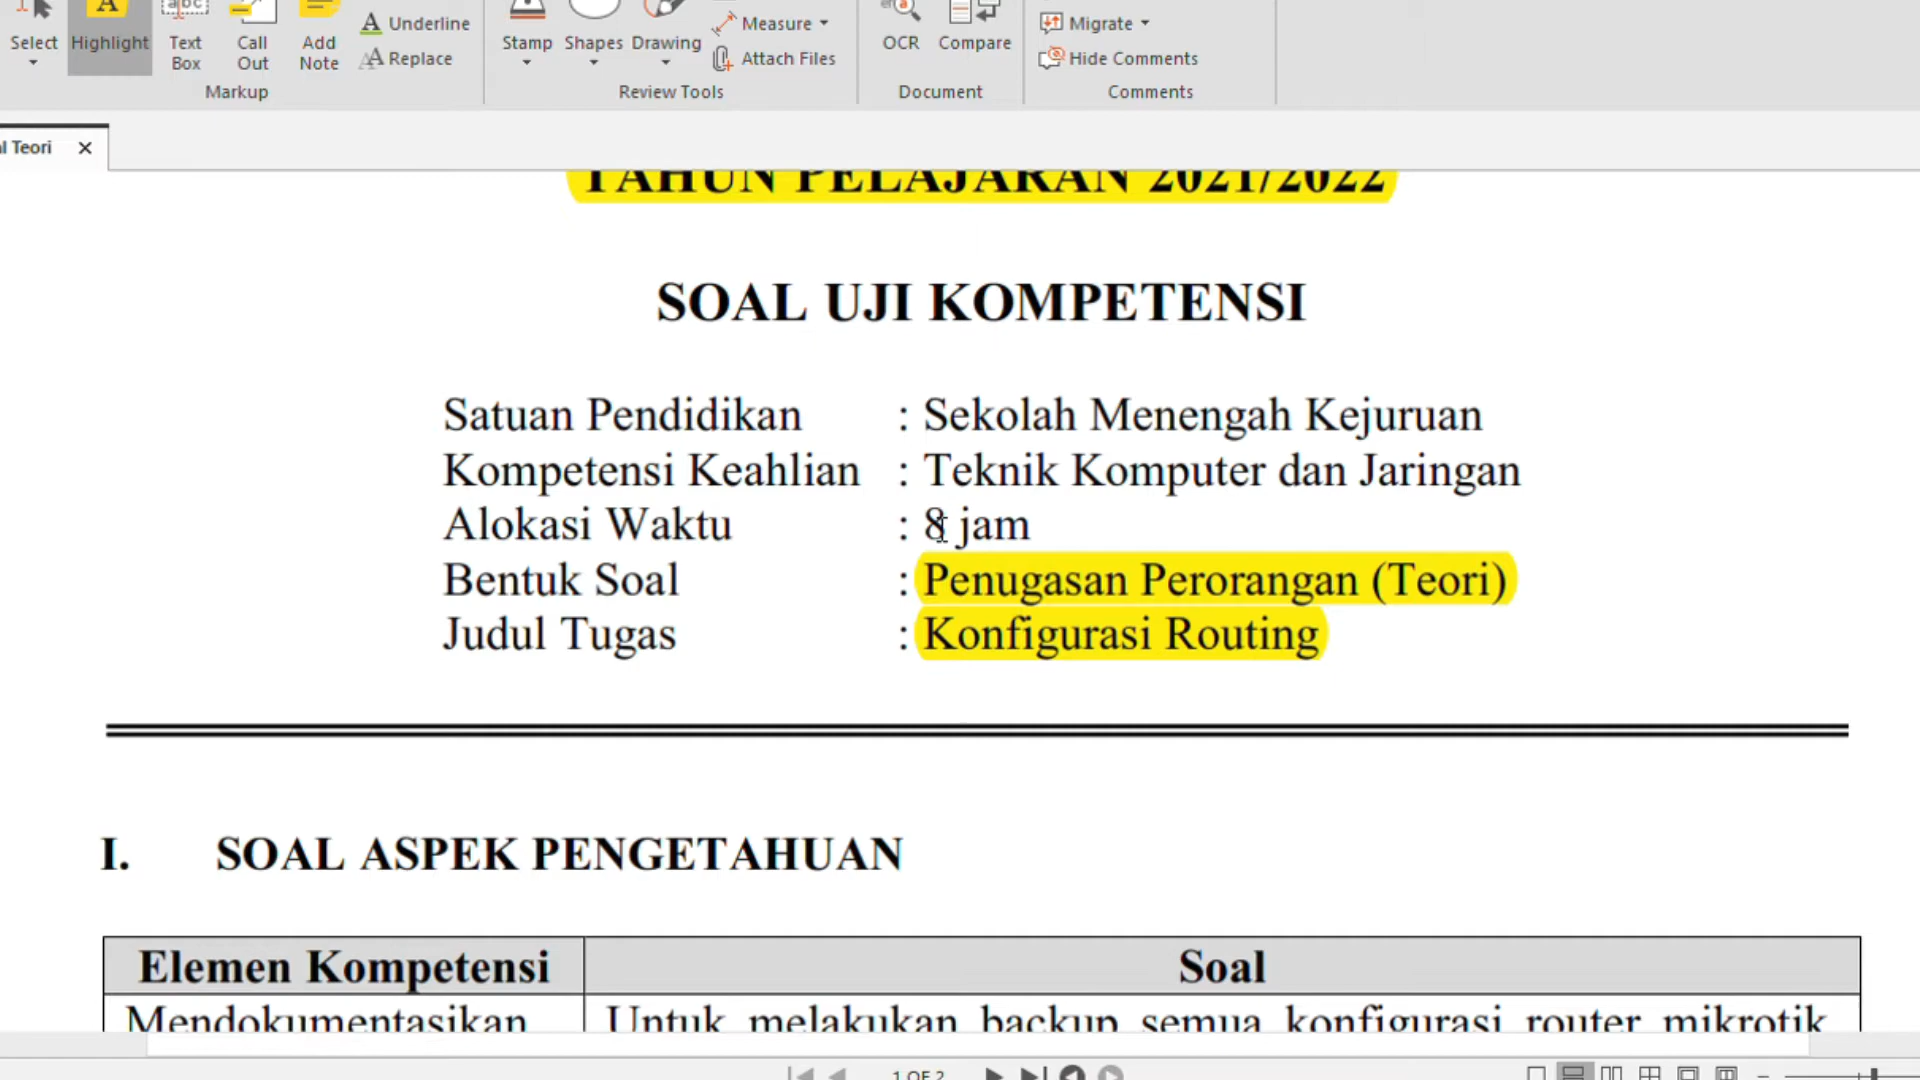 Select
Highlight
Text Box
Call Out
Add Note
Underline
Replace
Markup
Stamp
Shapes
Drawing
Measure
Attach Files
Review Tools
OCR
Compare
Document
Migrate
Hide Comments
Comments
Teori
TAHUN PELAJARAN 2021/2022
SOAL UJI KOMPETENSI
Satuan Pendidikan : Sekolah Menengah Kejuruan
Kompetensi Keahlian : Teknik Komputer dan Jaringan
Alokasi Waktu : 8 jam
Bentuk Soal : Penugasan Perorangan (Teori)
Judul Tugas : Konfigurasi Routing
I. SOAL ASPEK PENGETAHUAN
Elemen Kompetensi Soal
Mendokumentasikan Untuk melakukan backup semua konfigurasi router mikrotik
1 OF 2